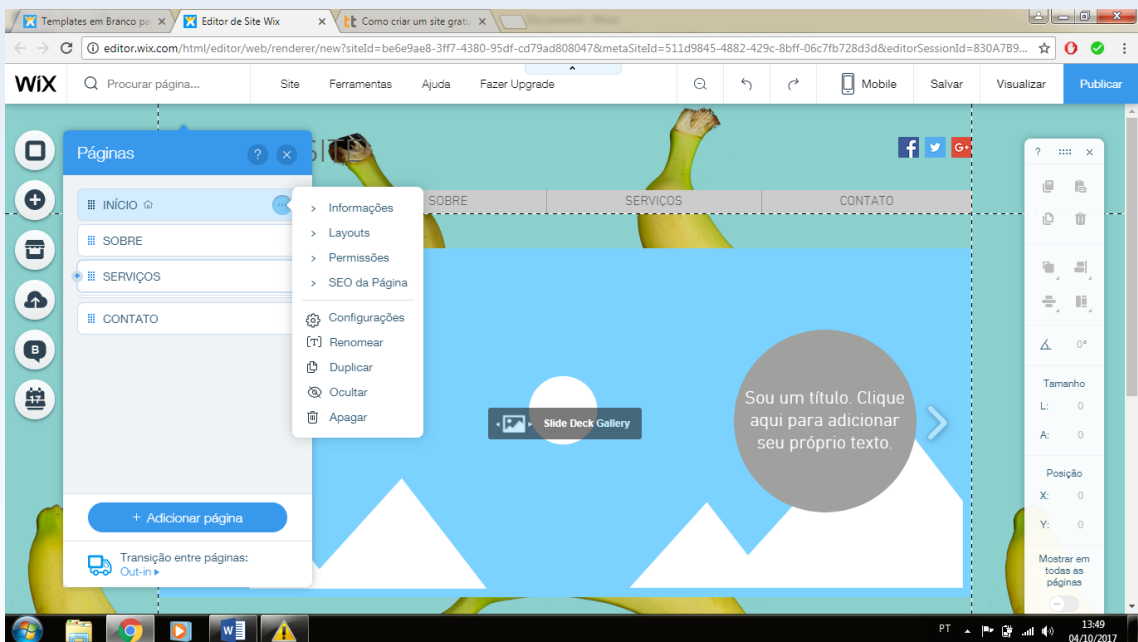 Templates em Branco pa
Editor de Site Wix
Como criar um site gratu
editor.wix.com/html/editor/web/renderer/new?siteId=be6e9ae8-3ff7-4380-95df-cd79ad808047&metaSiteId=511d9845-4882-429c-8bff-06c7fb728d3d&editorSessionId=830A7B9...
WiX
Procurar página...
Site
Ferramentas
Ajuda
Fazer Upgrade
Mobile
Salvar
Visualizar
Publicar
Páginas
?
INÍCIO
SOBRE
SERVIÇOS
CONTATO
+ Adicionar página
Transição entre páginas:
Out-in
> Informações
> Layouts
> Permissões
> SEO da Página
Configurações
Renomear
Duplicar
Ocultar
Apagar
SOBRE
SERVIÇOS
CONTATO
Slide Deck Gallery
Sou um título. Clique
aqui para adicionar
seu próprio texto.
?
0°
Tamanho
L: 0
A: 0
Posição
X: 0
Y: 0
Mostrar em
todas as
páginas
PT
13:49
04/10/2017